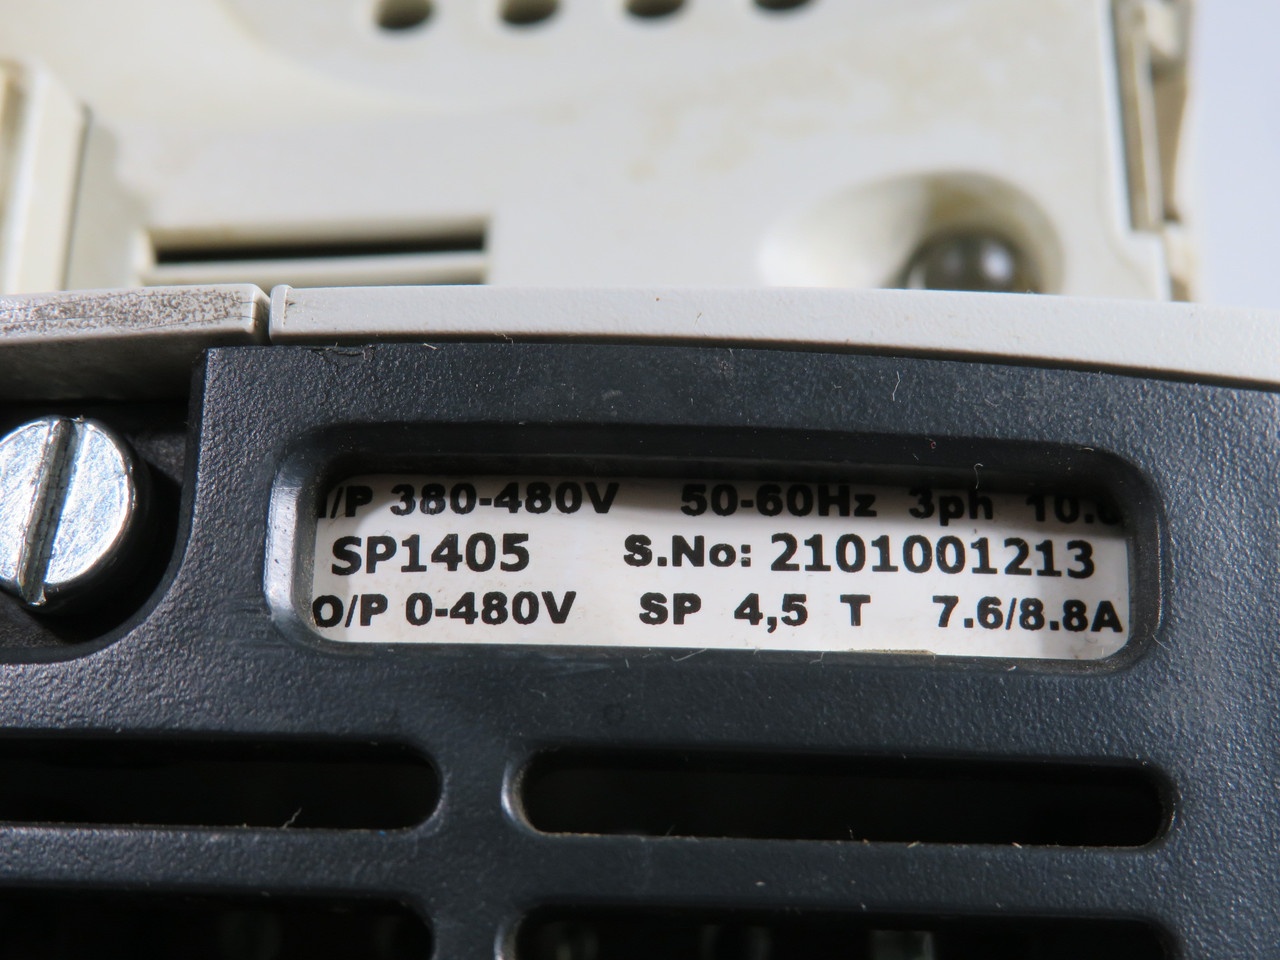 I/P 380-480V 50-60Hz 3ph
SP1405 S.No: 2101001213
O/P 0-480V SP 4,5 T 7.6/8.8A